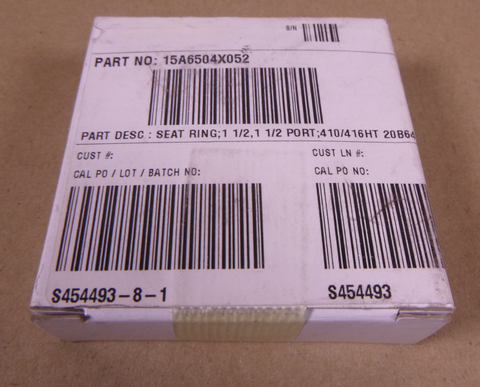 S/N
PART NO: 15A6504X052
PART DESC : SEAT RING;1 1/2,1 1/2 PORT;410/416HT 20B64
CUST #: CUST LN #:
CAL PO / LOT / BATCH NO: CAL PO NO:
S454493-8-1 S454493